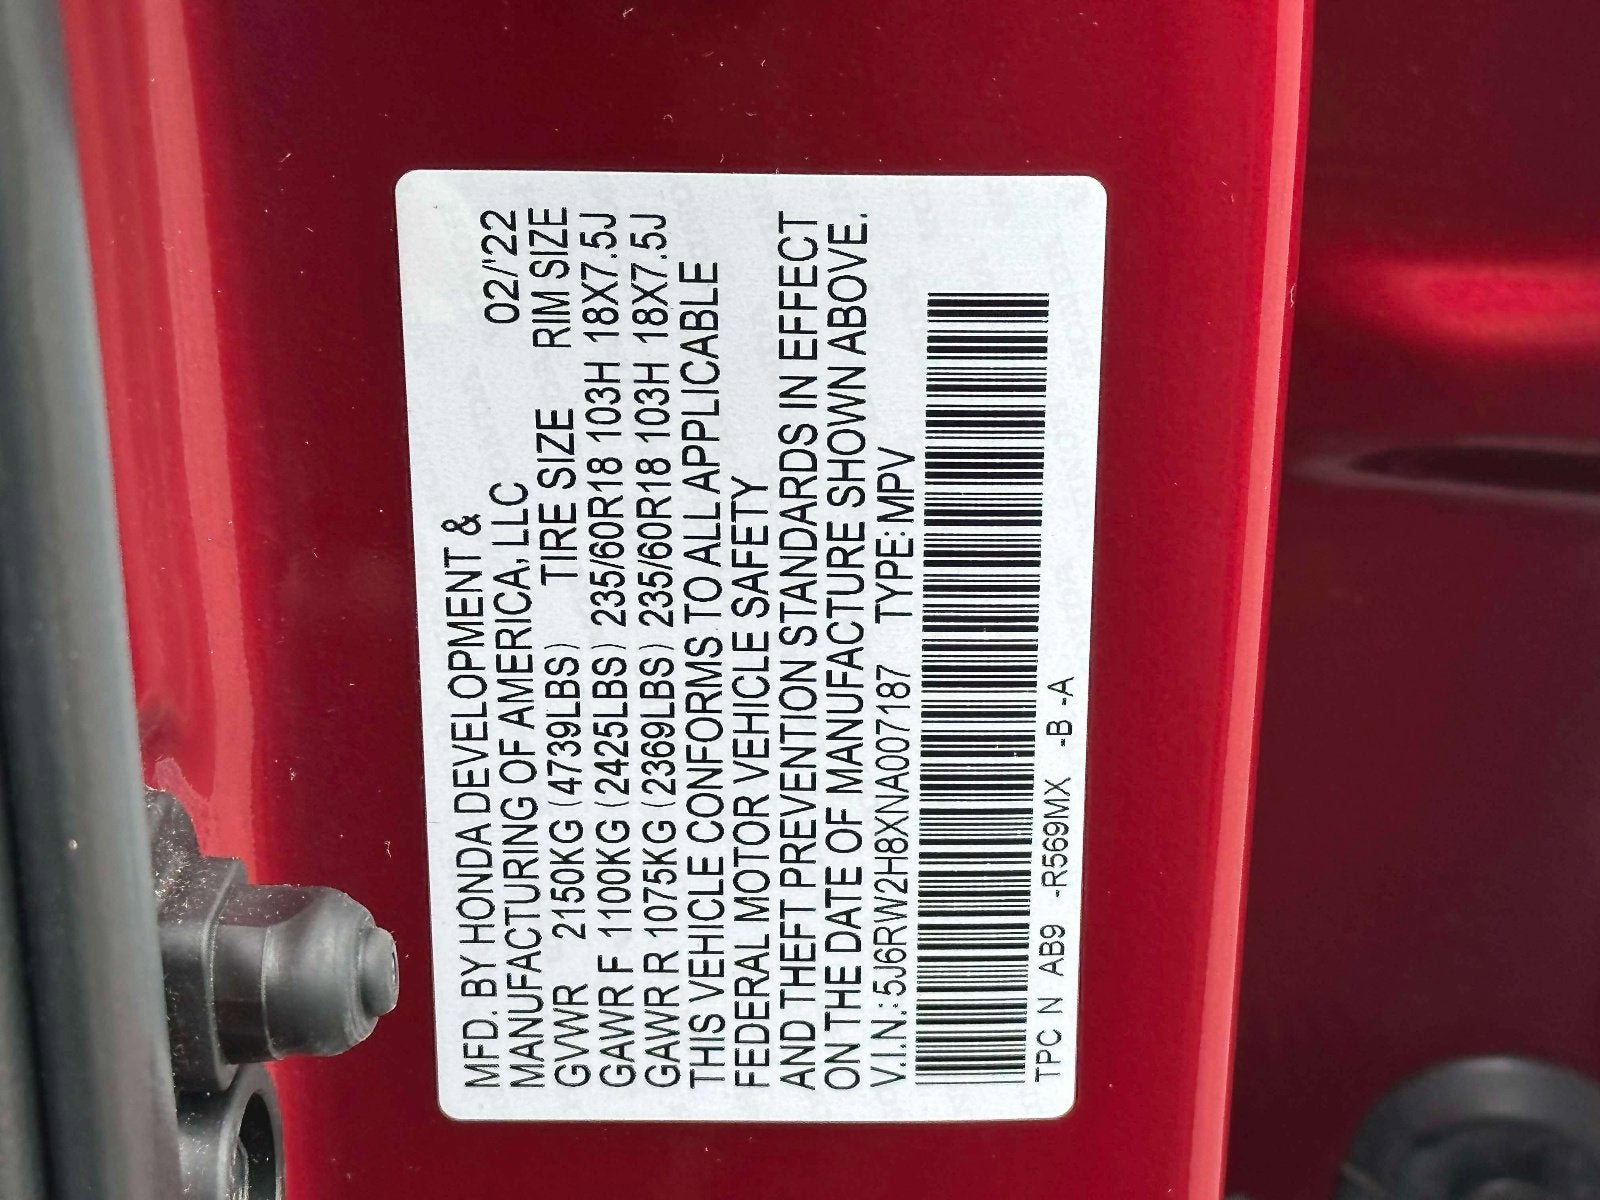 MFD. BY HONDA DEVELOPMENT &
MANUFACTURING OF AMERICA, LLC 02/'22
GVWR 2150KG (4739LBS) TIRE SIZE RIM SIZE
GAWR F 1100KG (2425LBS) 235/60R18 103H 18X7.5J
GAWR R 1075KG (2369LBS) 235/60R18 103H 18X7.5J
THIS VEHICLE CONFORMS TO ALL APPLICABLE
FEDERAL MOTOR VEHICLE SAFETY
AND THEFT PREVENTION STANDARDS IN EFFECT
ON THE DATE OF MANUFACTURE SHOWN ABOVE.
V.I.N.: 5J6RW2H8XNA007187 TYPE: MPV
TPC N AB9 -R569MX -B -A